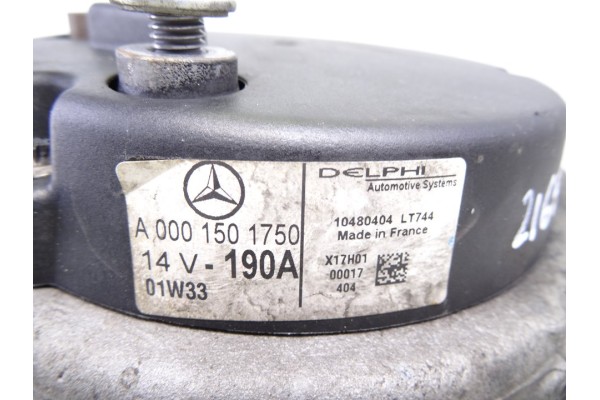 A 000 150 1750
14 V - 190A
01W33
DELPHI
Automotive Systems
10480404 LT744
Made in France
X17H01
00017
404